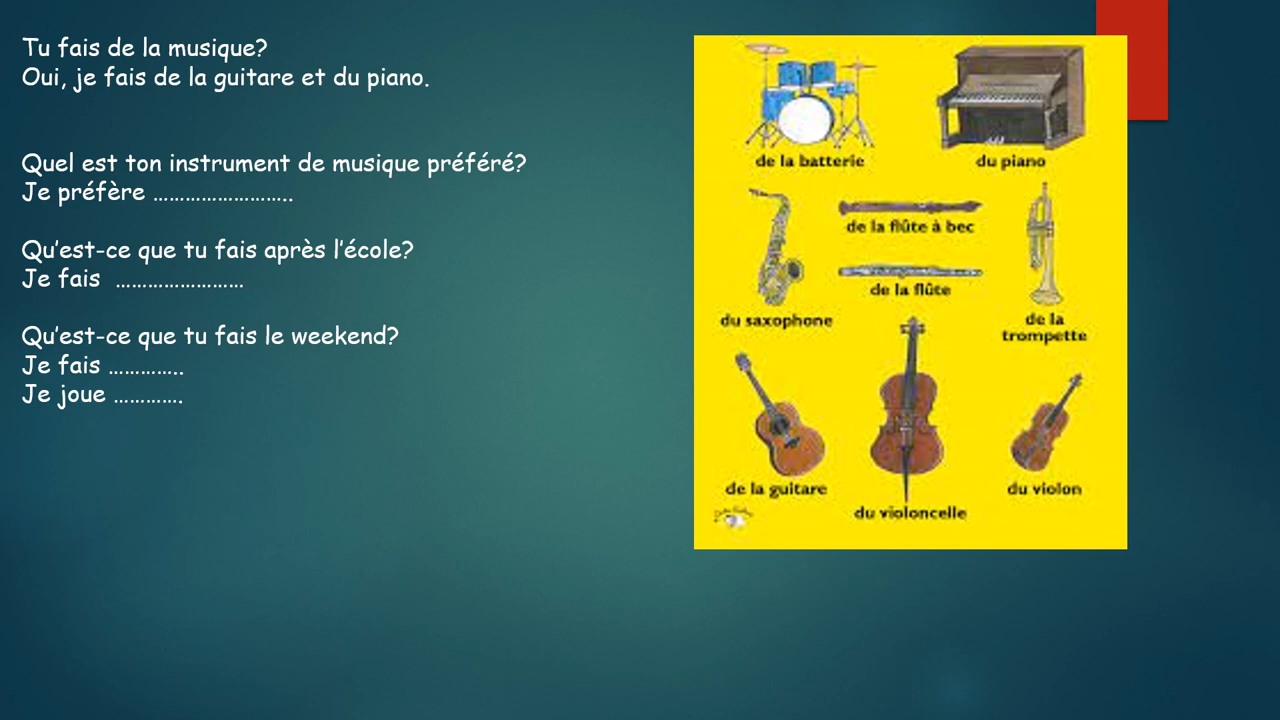 Tu fais de la musique?
Oui, je fais de la guitare et du piano.
Quel est ton instrument de musique préféré?
Je préfère ……………………..
Qu’est-ce que tu fais après l’école?
Je fais  ……………………
Qu’est-ce que tu fais le weekend?
Je fais …………..
Je joue ………….
de la batterie
du piano
de la flûte à bec
de la flûte
du saxophone
de la
trompette
de la guitare
du violoncelle
du violon